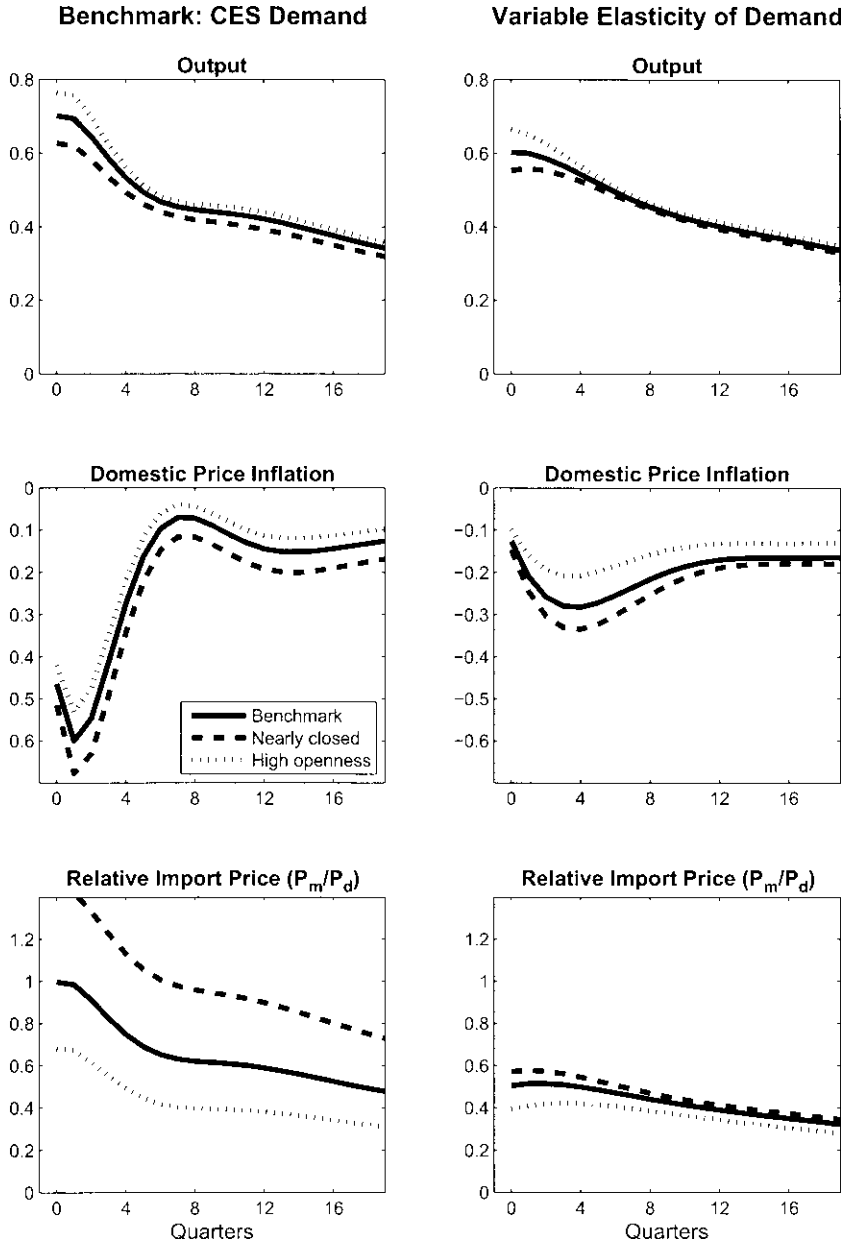 Benchmark: CES Demand
Variable Elasticity of Demand
Output
0.8
0.6
0.4
0.2
0
0 4 8 12 16
Output
0.8
0.6
0.4
0.2
0
0 4 8 12 16
Domestic Price Inflation
0
0.1
0.2
0.3
0.4
0.5
0.6
Benchmark
Nearly closed
High openness
0 4 8 12 16
Domestic Price Inflation
0
−0.1
−0.2
−0.3
−0.4
−0.5
−0.6
0 4 8 12 16
Relative Import Price (Pm/Pd)
1.2
1
0.8
0.6
0.4
0.2
0
0 4 8 12 16
Quarters
Relative Import Price (Pm/Pd)
1.2
1
0.8
0.6
0.4
0.2
0
0 4 8 12 16
Quarters